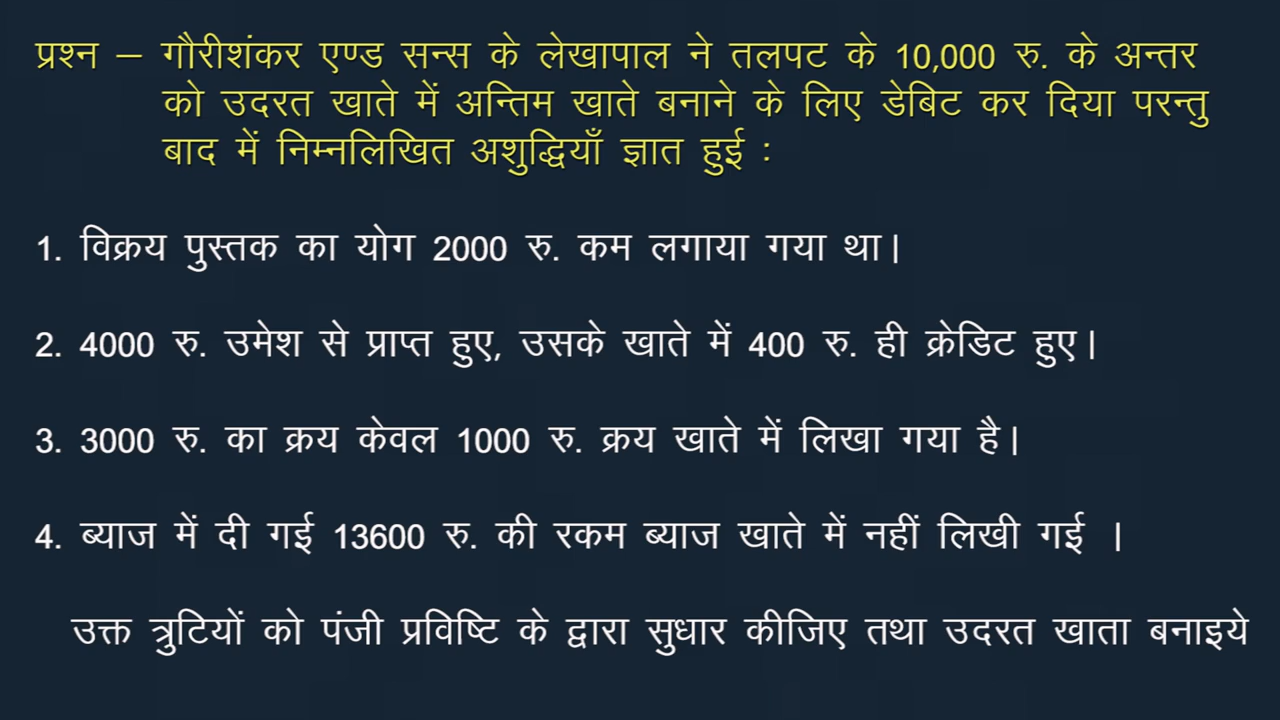 प्रश्न – गौरीशंकर एण्ड सन्स के लेखापाल ने तलपट के 10,000 रु. के अन्तर
को उदरत खाते में अन्तिम खाते बनाने के लिए डेबिट कर दिया परन्तु
बाद में निम्नलिखित अशुद्धियाँ ज्ञात हुई :
1. विक्रय पुस्तक का योग 2000 रु. कम लगाया गया था।
2. 4000 रु. उमेश से प्राप्त हुए, उसके खाते में 400 रु. ही क्रेडिट हुए।
3. 3000 रु. का क्रय केवल 1000 रु. क्रय खाते में लिखा गया है।
4. ब्याज में दी गई 13600 रु. की रकम ब्याज खाते में नहीं लिखी गई ।
उक्त त्रुटियों को पंजी प्रविष्टि के द्वारा सुधार कीजिए तथा उदरत खाता बनाइये